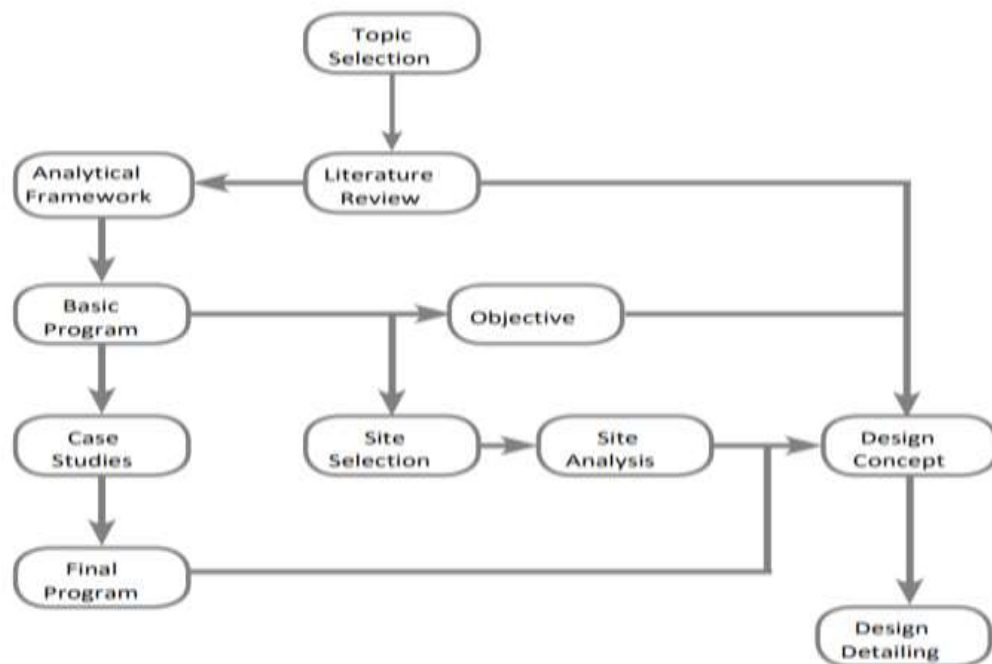 Topic
Selection
Analytical
Framework
Literature
Review
Basic
Program
Objective
Case
Studies
Site
Selection
Site
Analysis
Design
Concept
Final
Program
Design
Detailing